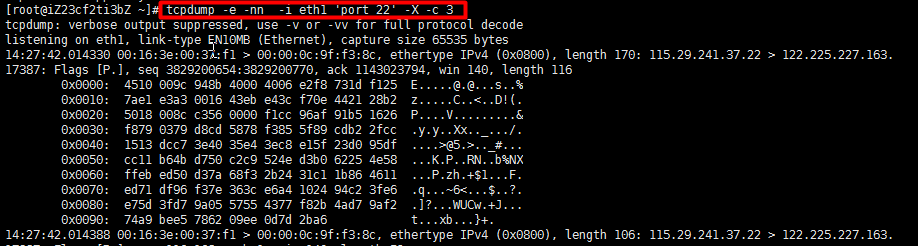 [root@iZ23cf2ti3bZ ~]# tcpdump -e -nn  -i eth1 'port 22' -X -c 3
tcpdump: verbose output suppressed, use -v or -vv for full protocol decode
listening on eth1, link-type EN10MB (Ethernet), capture size 65535 bytes
14:27:42.014330 00:16:3e:00:37:f1 > 00:00:0c:9f:f3:8c, ethertype IPv4 (0x0800), length 170: 115.29.241.37.22 > 122.225.227.163.
17387: Flags [P.], seq 3829200654:3829200770, ack 1143023794, win 140, length 116
0x0000:  4510 009c 948b 4000 4006 e2f8 731d f125  E.....@.@...s..%
0x0010:  7ae1 e3a3 0016 43eb e43c f70e 4421 28b2  z.....C..<..D!(.
0x0020:  5018 008c c356 0000 f1cc 96af 91b5 1626  P....V.........&
0x0030:  f879 0379 d8cd 5878 f385 5f89 cdb2 2fcc  .y.y..Xx.._.../.
0x0040:  1513 dcc7 3e40 35e4 3ec8 e15f 23d0 95df  ....>@5.>.._#...
0x0050:  cc11 b64b d750 c2c9 524e d3b0 6225 4e58  ...K.P..RN..b%NX
0x0060:  ffeb ed50 d37a 68f3 2b24 31c1 1b86 4611  ...P.zh.+$1...F.
0x0070:  ed71 df96 f37e 363c e6a4 1024 94c2 3fe6  .q...~6<...$..?.
0x0080:  e75d 3fd7 9a05 5755 4377 f82b 4ad7 9af2  .]?...WUCw.+J...
0x0090:  74a9 bee5 7862 09ee 0d7d 2ba6            t...xb...}+.
14:27:42.014388 00:16:3e:00:37:f1 > 00:00:0c:9f:f3:8c, ethertype IPv4 (0x0800), length 106: 115.29.241.37.22 > 122.225.227.163.